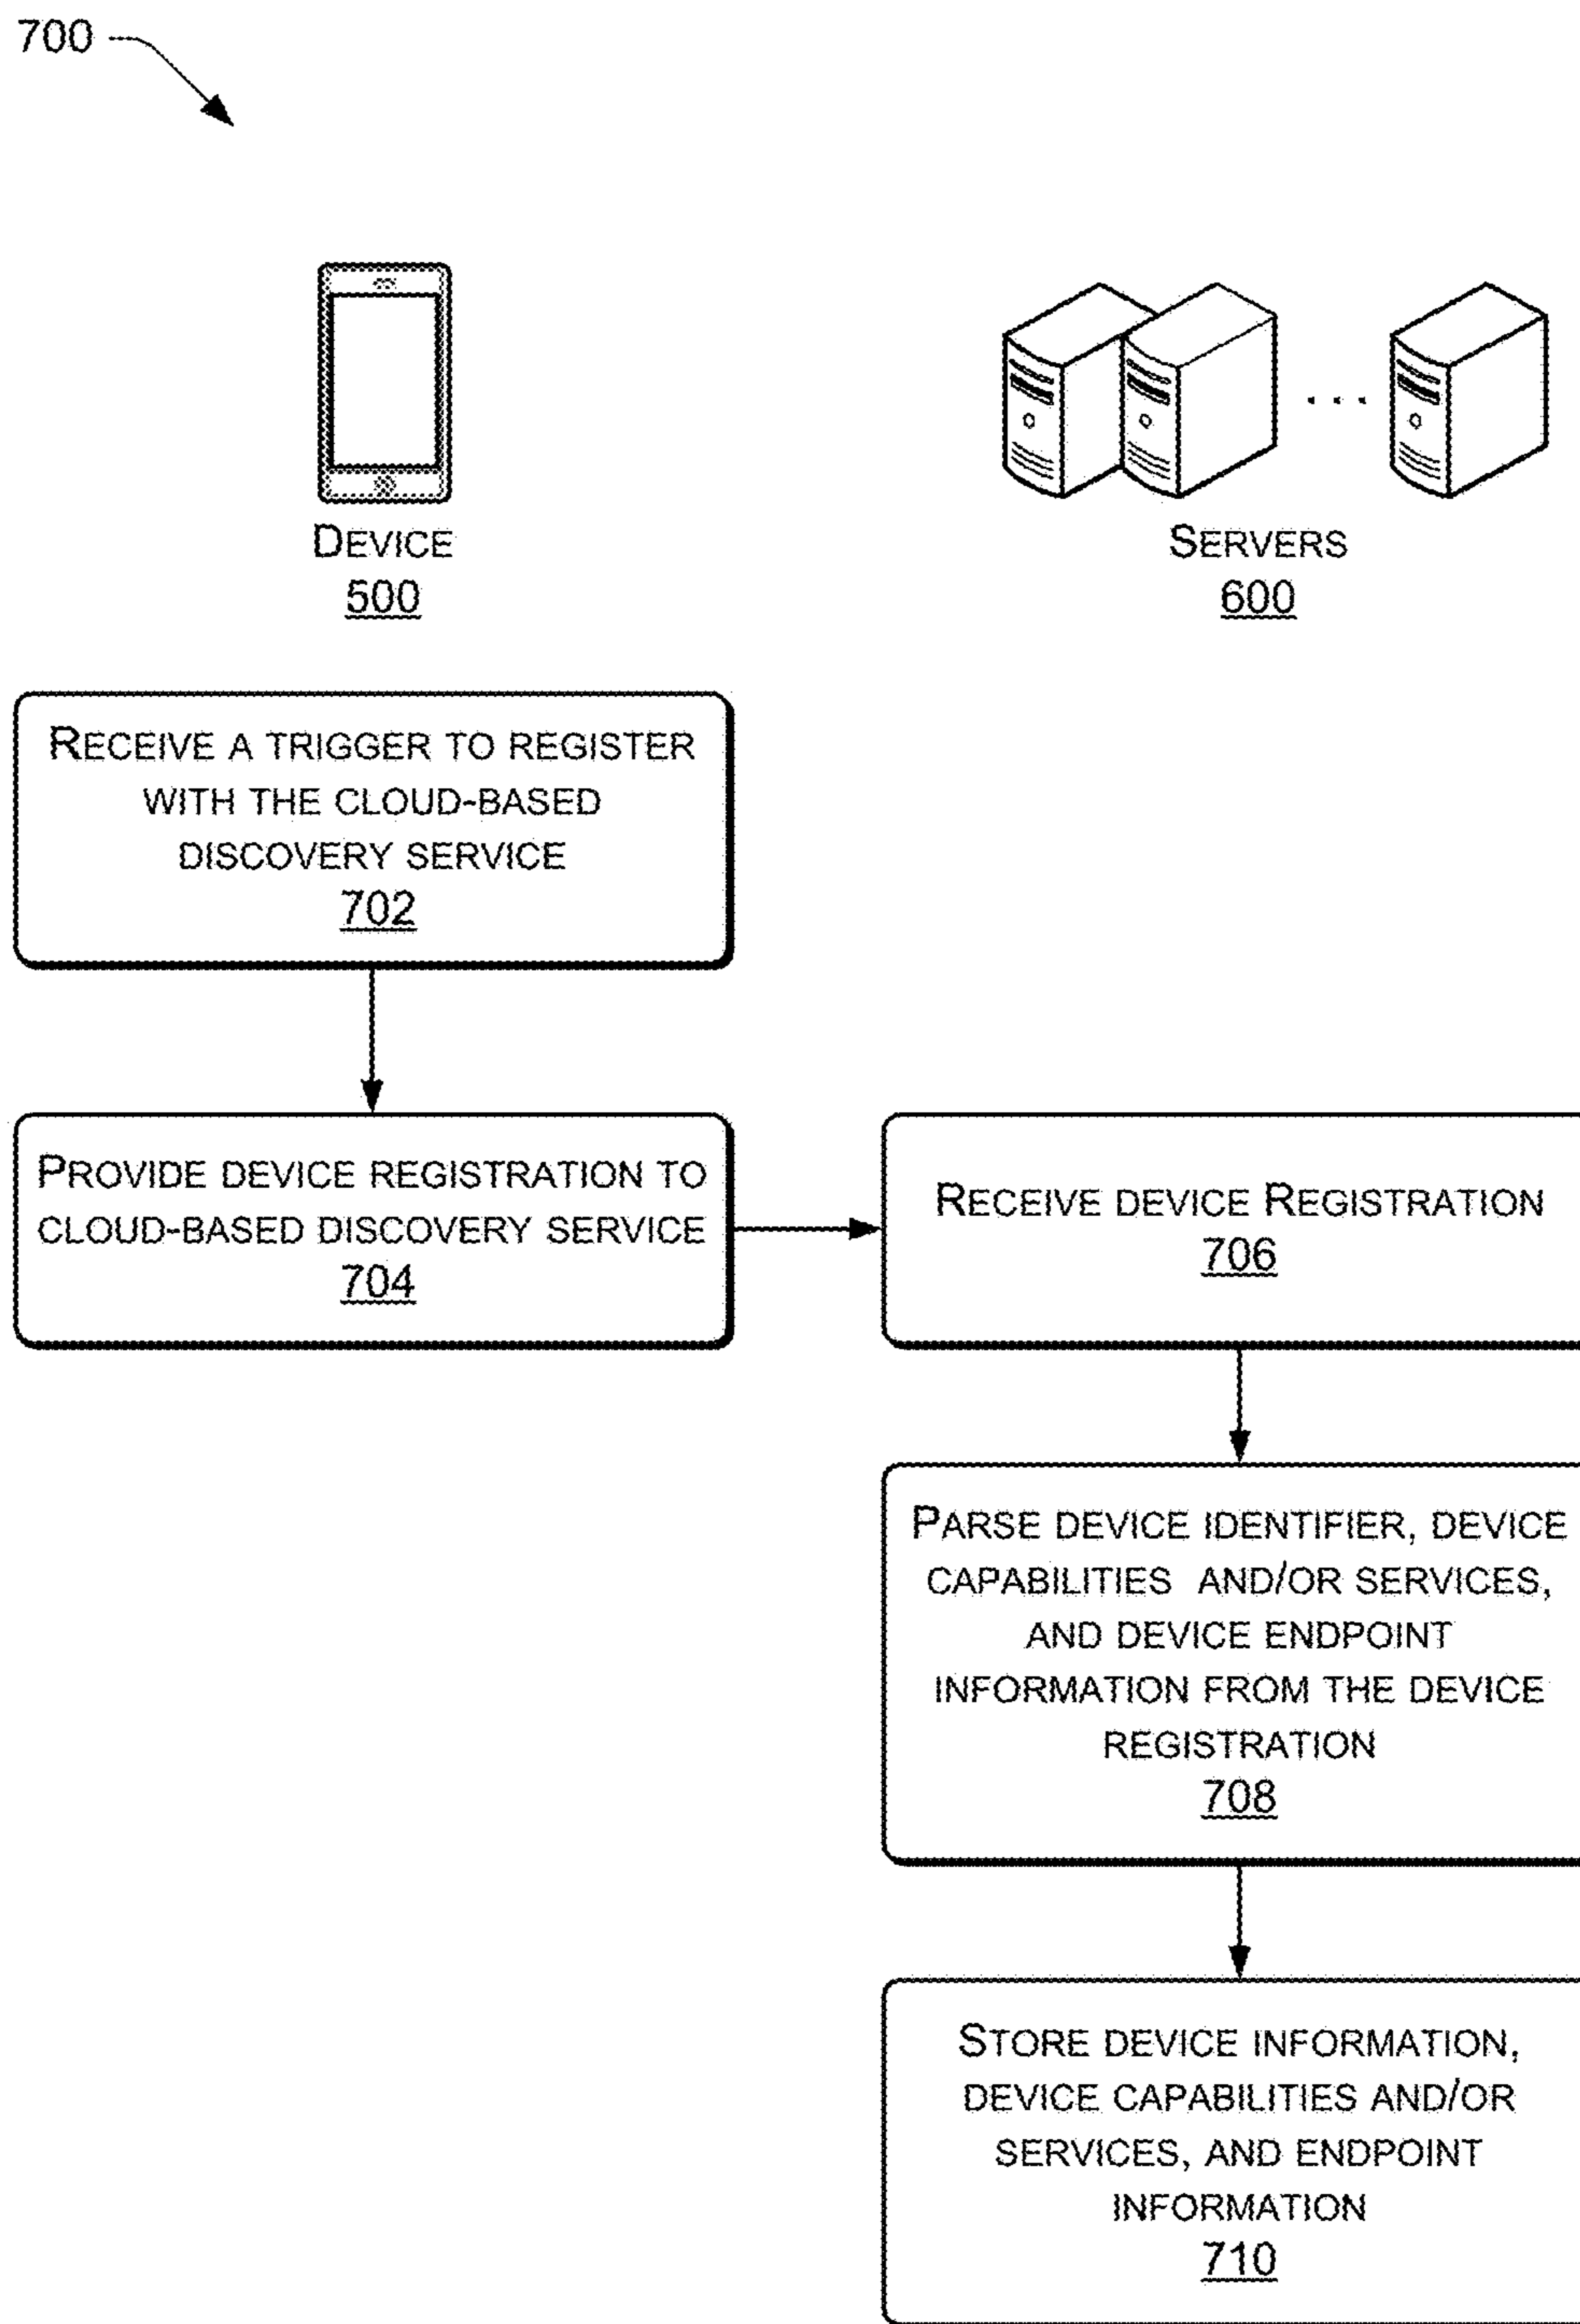 700
DEVICE
500
SERVERS
600
RECEIVE A TRIGGER TO REGISTER
WITH THE CLOUD-BASED
DISCOVERY SERVICE
702
PROVIDE DEVICE REGISTRATION TO
CLOUD-BASED DISCOVERY SERVICE
704
RECEIVE DEVICE REGISTRATION
706
PARSE DEVICE IDENTIFIER, DEVICE
CAPABILITIES AND/OR SERVICES,
AND DEVICE ENDPOINT
INFORMATION FROM THE DEVICE
REGISTRATION
708
STORE DEVICE INFORMATION,
DEVICE CAPABILITIES AND/OR
SERVICES, AND ENDPOINT
INFORMATION
710